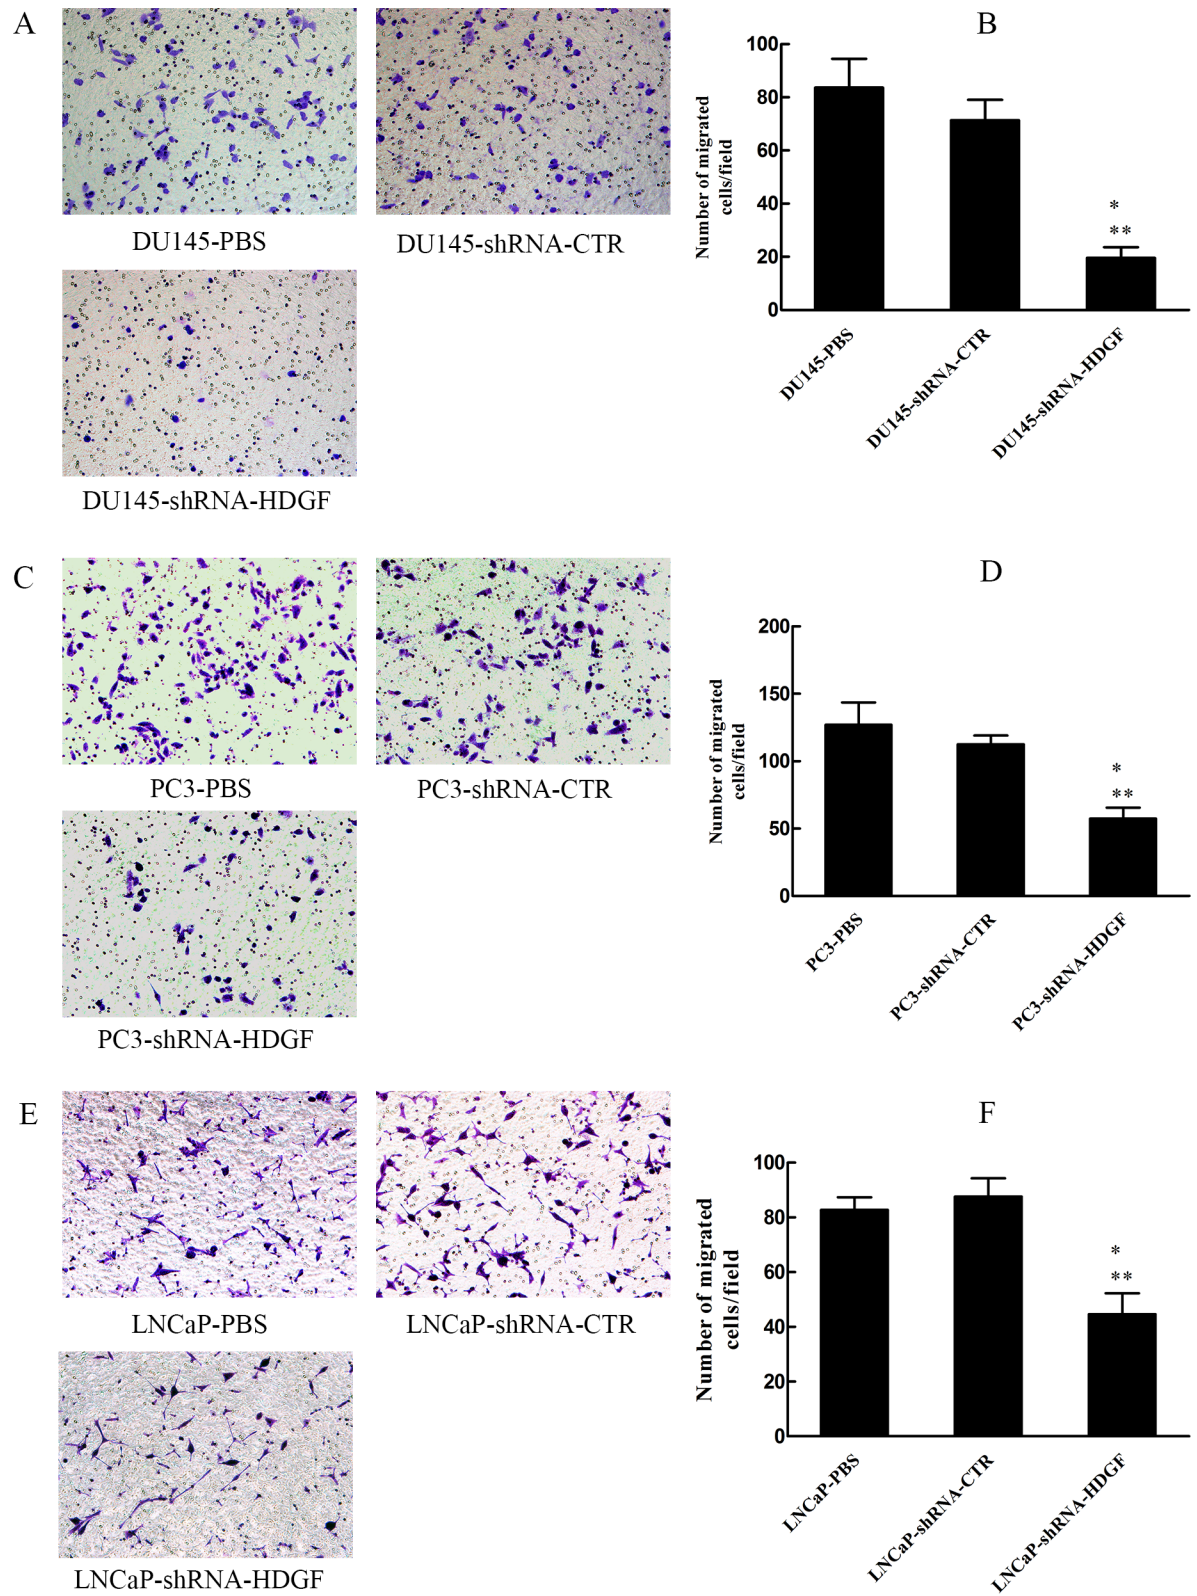 A
DU145-PBS
DU145-shRNA-CTR
DU145-shRNA-HDGF
B
Number of migrated
cells/field
100
80
60
40
20
0
*
**
DU145-PBS
DU145-shRNA-CTR
DU145-shRNA-HDGF
C
PC3-PBS
PC3-shRNA-CTR
PC3-shRNA-HDGF
D
Number of migrated
cells/field
200
150
100
50
0
*
**
PC3-PBS
PC3-shRNA-CTR
PC3-shRNA-HDGF
E
LNCaP-PBS
LNCaP-shRNA-CTR
LNCaP-shRNA-HDGF
F
Number of migrated
cells/field
100
80
60
40
20
0
*
**
LNCaP-PBS
LNCaP-shRNA-CTR
LNCaP-shRNA-HDGF